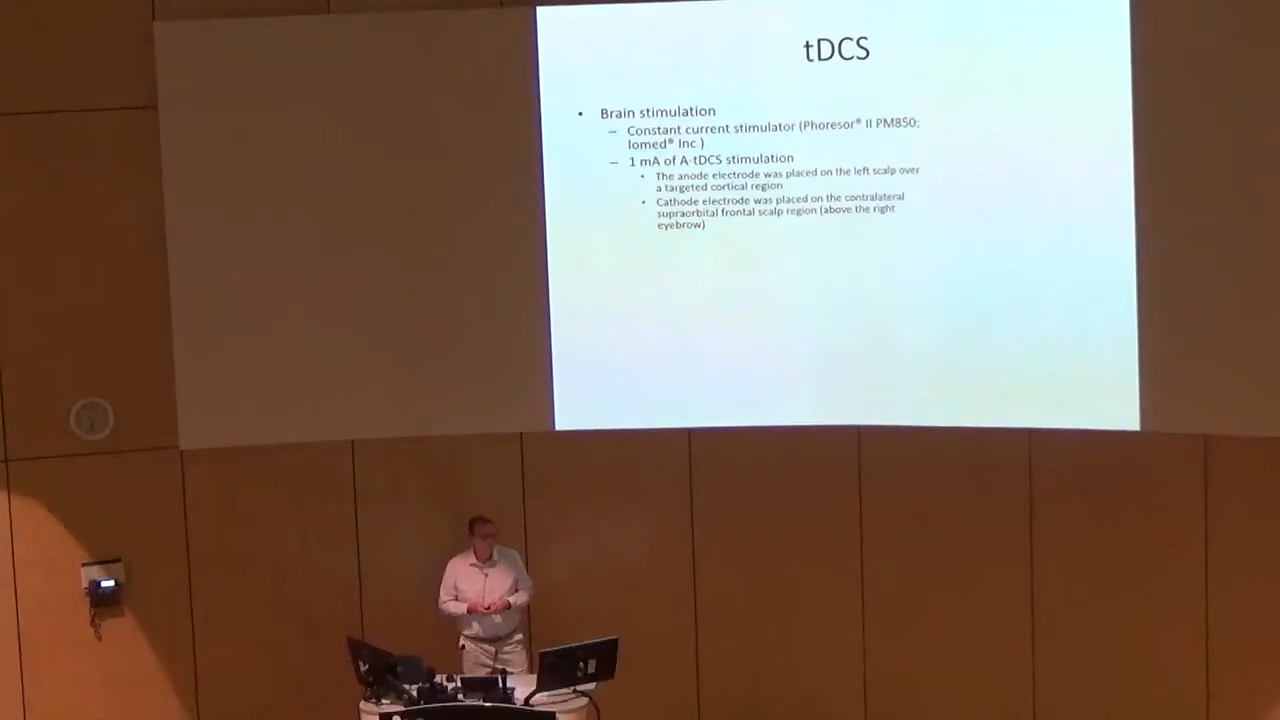 tDCS
• Brain stimulation
– Constant current stimulator (Phoresor® II PM850;
Iomed® Inc.)
– 1 mA of A-tDCS stimulation
• The anode electrode was placed on the left scalp over
a targeted cortical region
• Cathode electrode was placed on the contralateral
supraorbital frontal scalp region (above the right
eyebrow)